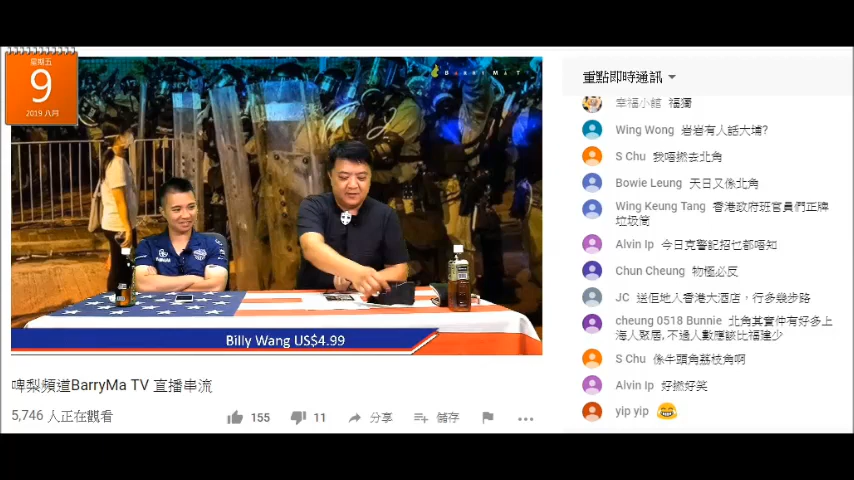 星期五
9
2019 八月
BARRYMAT
Billy Wang US$4.99
啤梨頻道BarryMa TV 直播串流
5,746 人正在觀看
155
11
分享
儲存
重點即時通訊
幸福小館 福獨
Wing Wong 岩岩有人話大埔?
S Chu 我唔撚去北角
Bowie Leung 天日又係北角
Wing Keung Tang 香港政府班官員們正牌
垃圾筒
Alvin Ip 今日克警記招乜都唔知
Chun Cheung 物極必反
JC 送佢地人香港大酒店，行多幾步路
cheung 0518 Bunnie 北角其實仲有好多上
海人聚居, 不過人數應該比福建少
S Chu 係牛頭角荔枝角啊
Alvin Ip 好撚好笑
yip yip